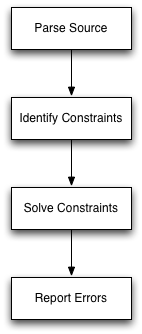 Parse Source
Identify Constraints
Solve Constraints
Report Errors